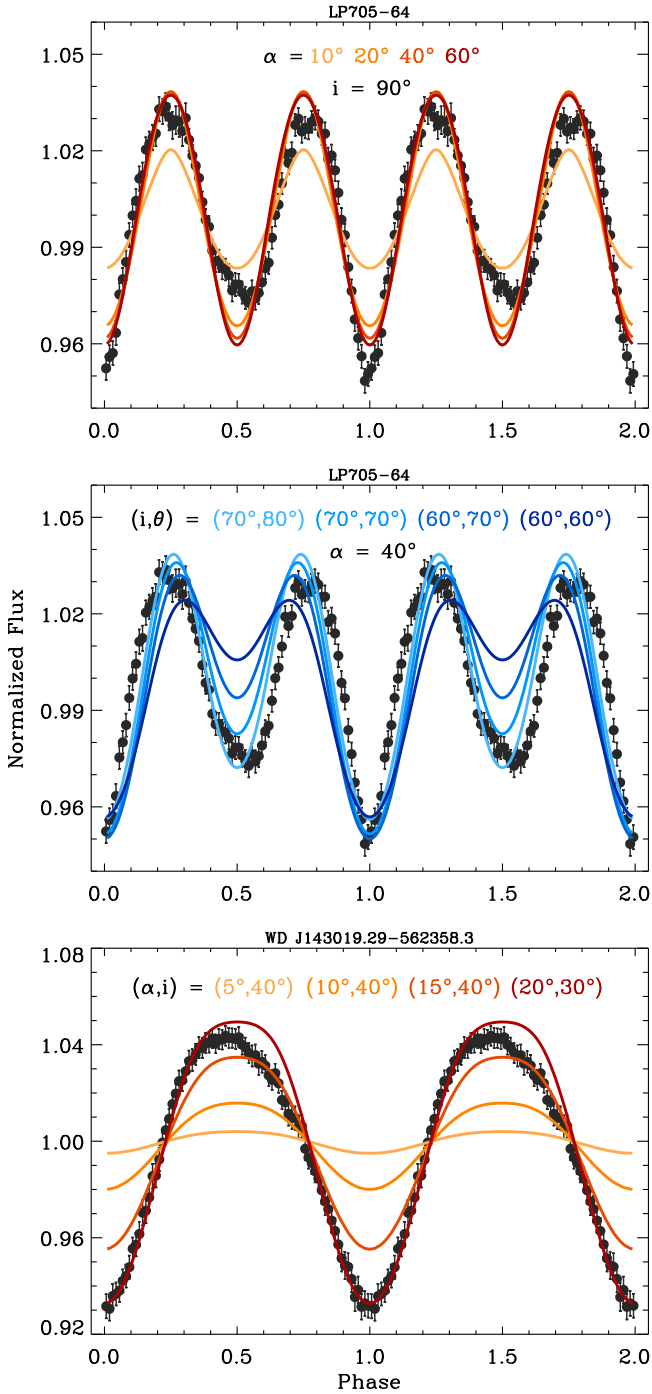 LP705-64
α = 10° 20° 40° 60°
i = 90°
1.05
1.02
0.99
0.96
0.0 0.5 1.0 1.5 2.0
LP705-64
(i,θ) = (70°,80°) (70°,70°) (60°,70°) (60°,60°)
α = 40°
1.05
1.02
0.99
0.96
0.0 0.5 1.0 1.5 2.0
Normalized Flux
WD J143019.29-562358.3
(α,i) = (5°,40°) (10°,40°) (15°,40°) (20°,30°)
1.08
1.04
1.00
0.96
0.92
0.0 0.5 1.0 1.5 2.0
Phase